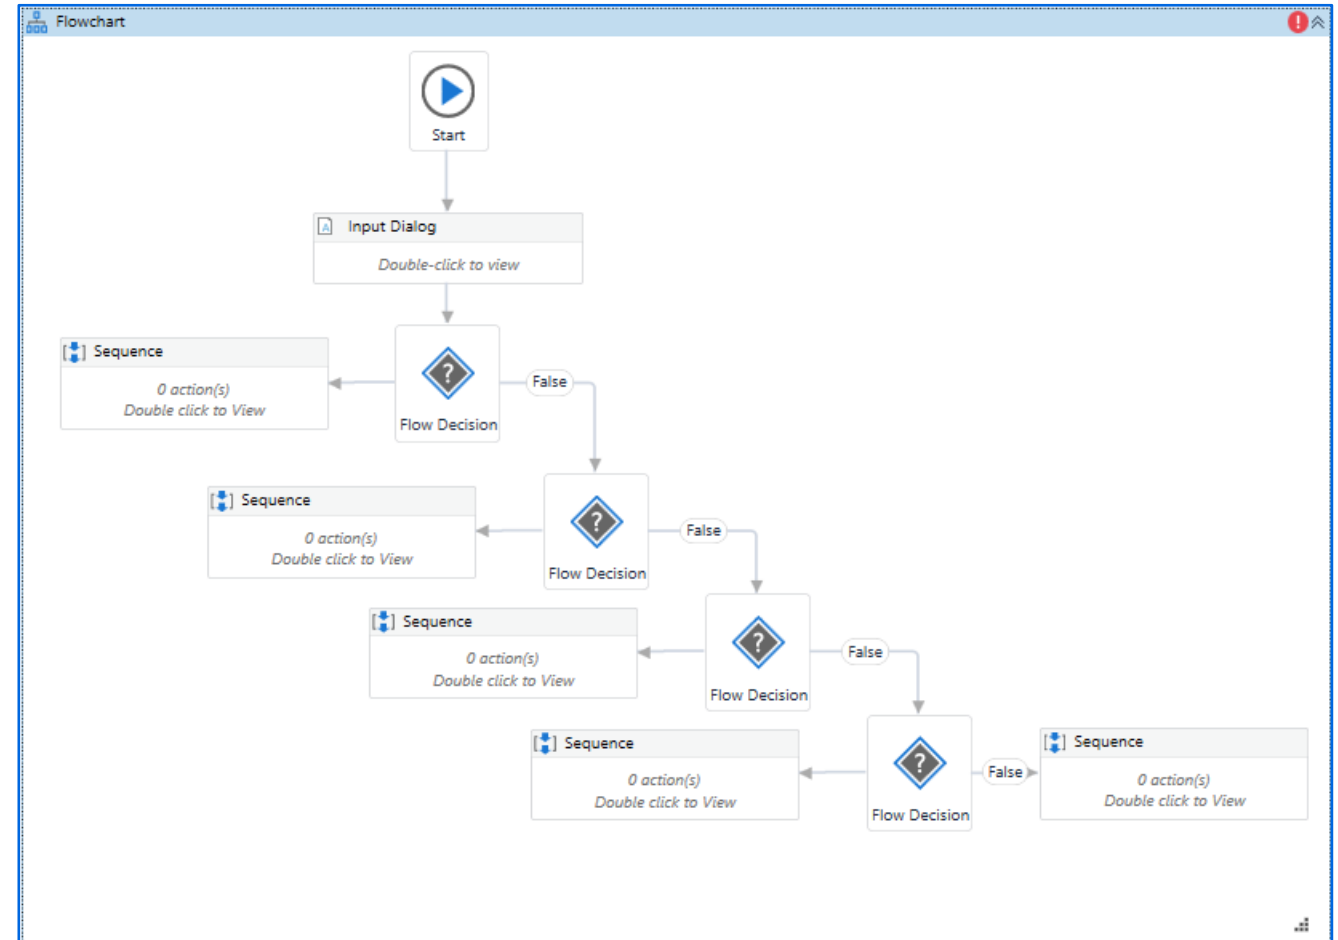 Flowchart
Start
Input Dialog
Double-click to view
Sequence
0 action(s)
Double click to View
False
Flow Decision
Sequence
0 action(s)
Double click to View
False
Flow Decision
Sequence
0 action(s)
Double click to View
False
Flow Decision
Sequence
0 action(s)
Double click to View
False
Flow Decision
Sequence
0 action(s)
Double click to View